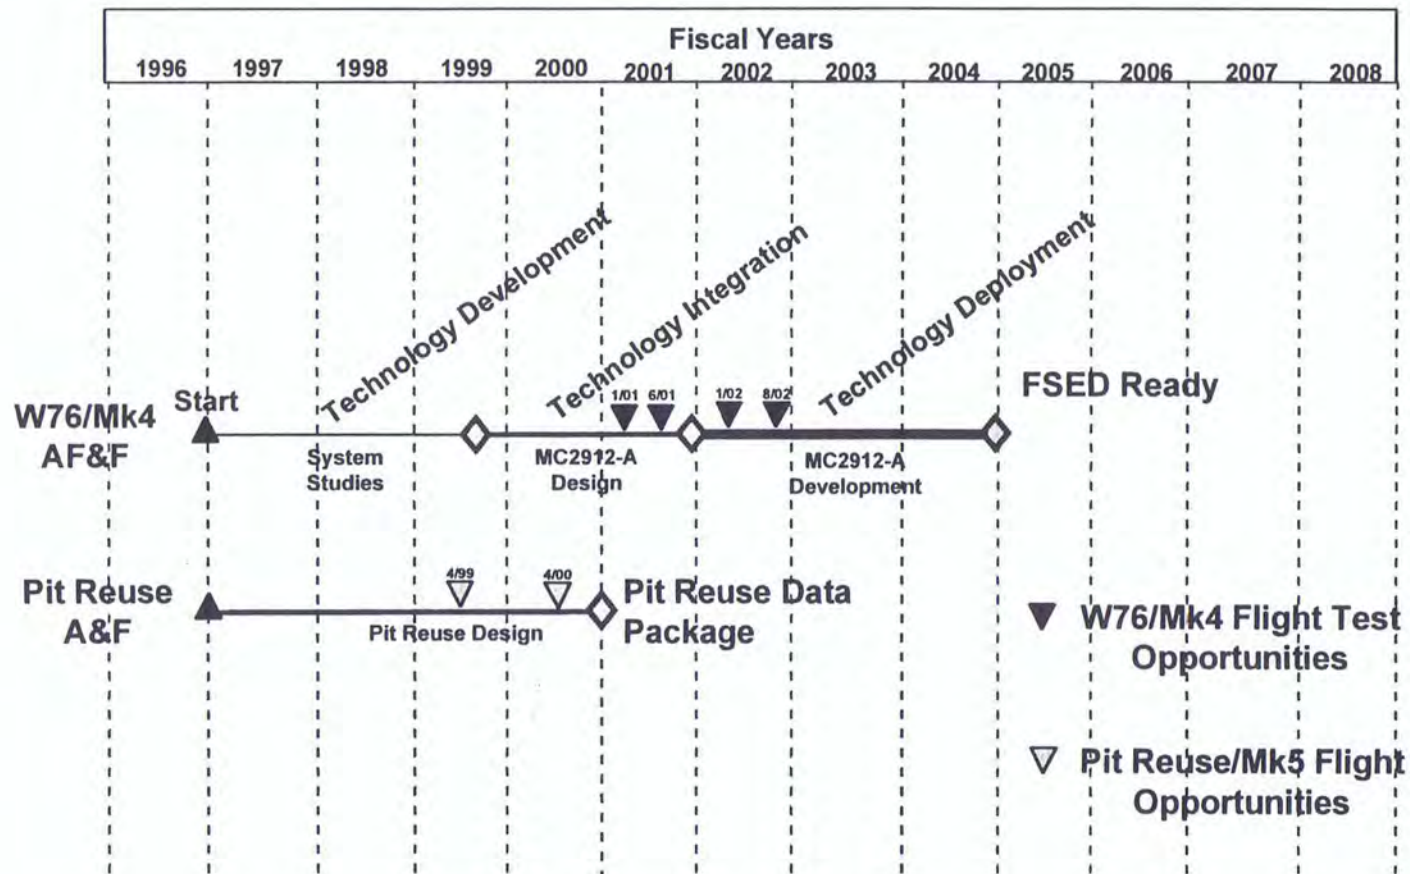 Fiscal Years
1996 1997 1998 1999 2000 2001 2002 2003 2004 2005 2006 2007 2008
Technology Development
Technology Integration
Technology Deployment
W76/Mk4
AF&F
Start
1/01 6/01 1/02 8/02
FSED Ready
System
Studies
MC2912-A
Design
MC2912-A
Development
Pit Reuse
A&F
4/99 4/00
Pit Reuse Design
Pit Reuse Data
Package
W76/Mk4 Flight Test
Opportunities
Pit Reuse/Mk5 Flight
Opportunities